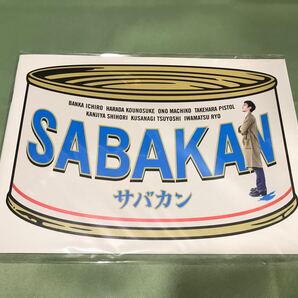 BANKA ICHIRO HARADA KOUNOSUKE ONO MACHIKO TAKEHARA PISTOL
KANJIYA SHIHORI KUSANAGI TSUYOSHI IWAMATSU RYO
SABAKAN
サバカン